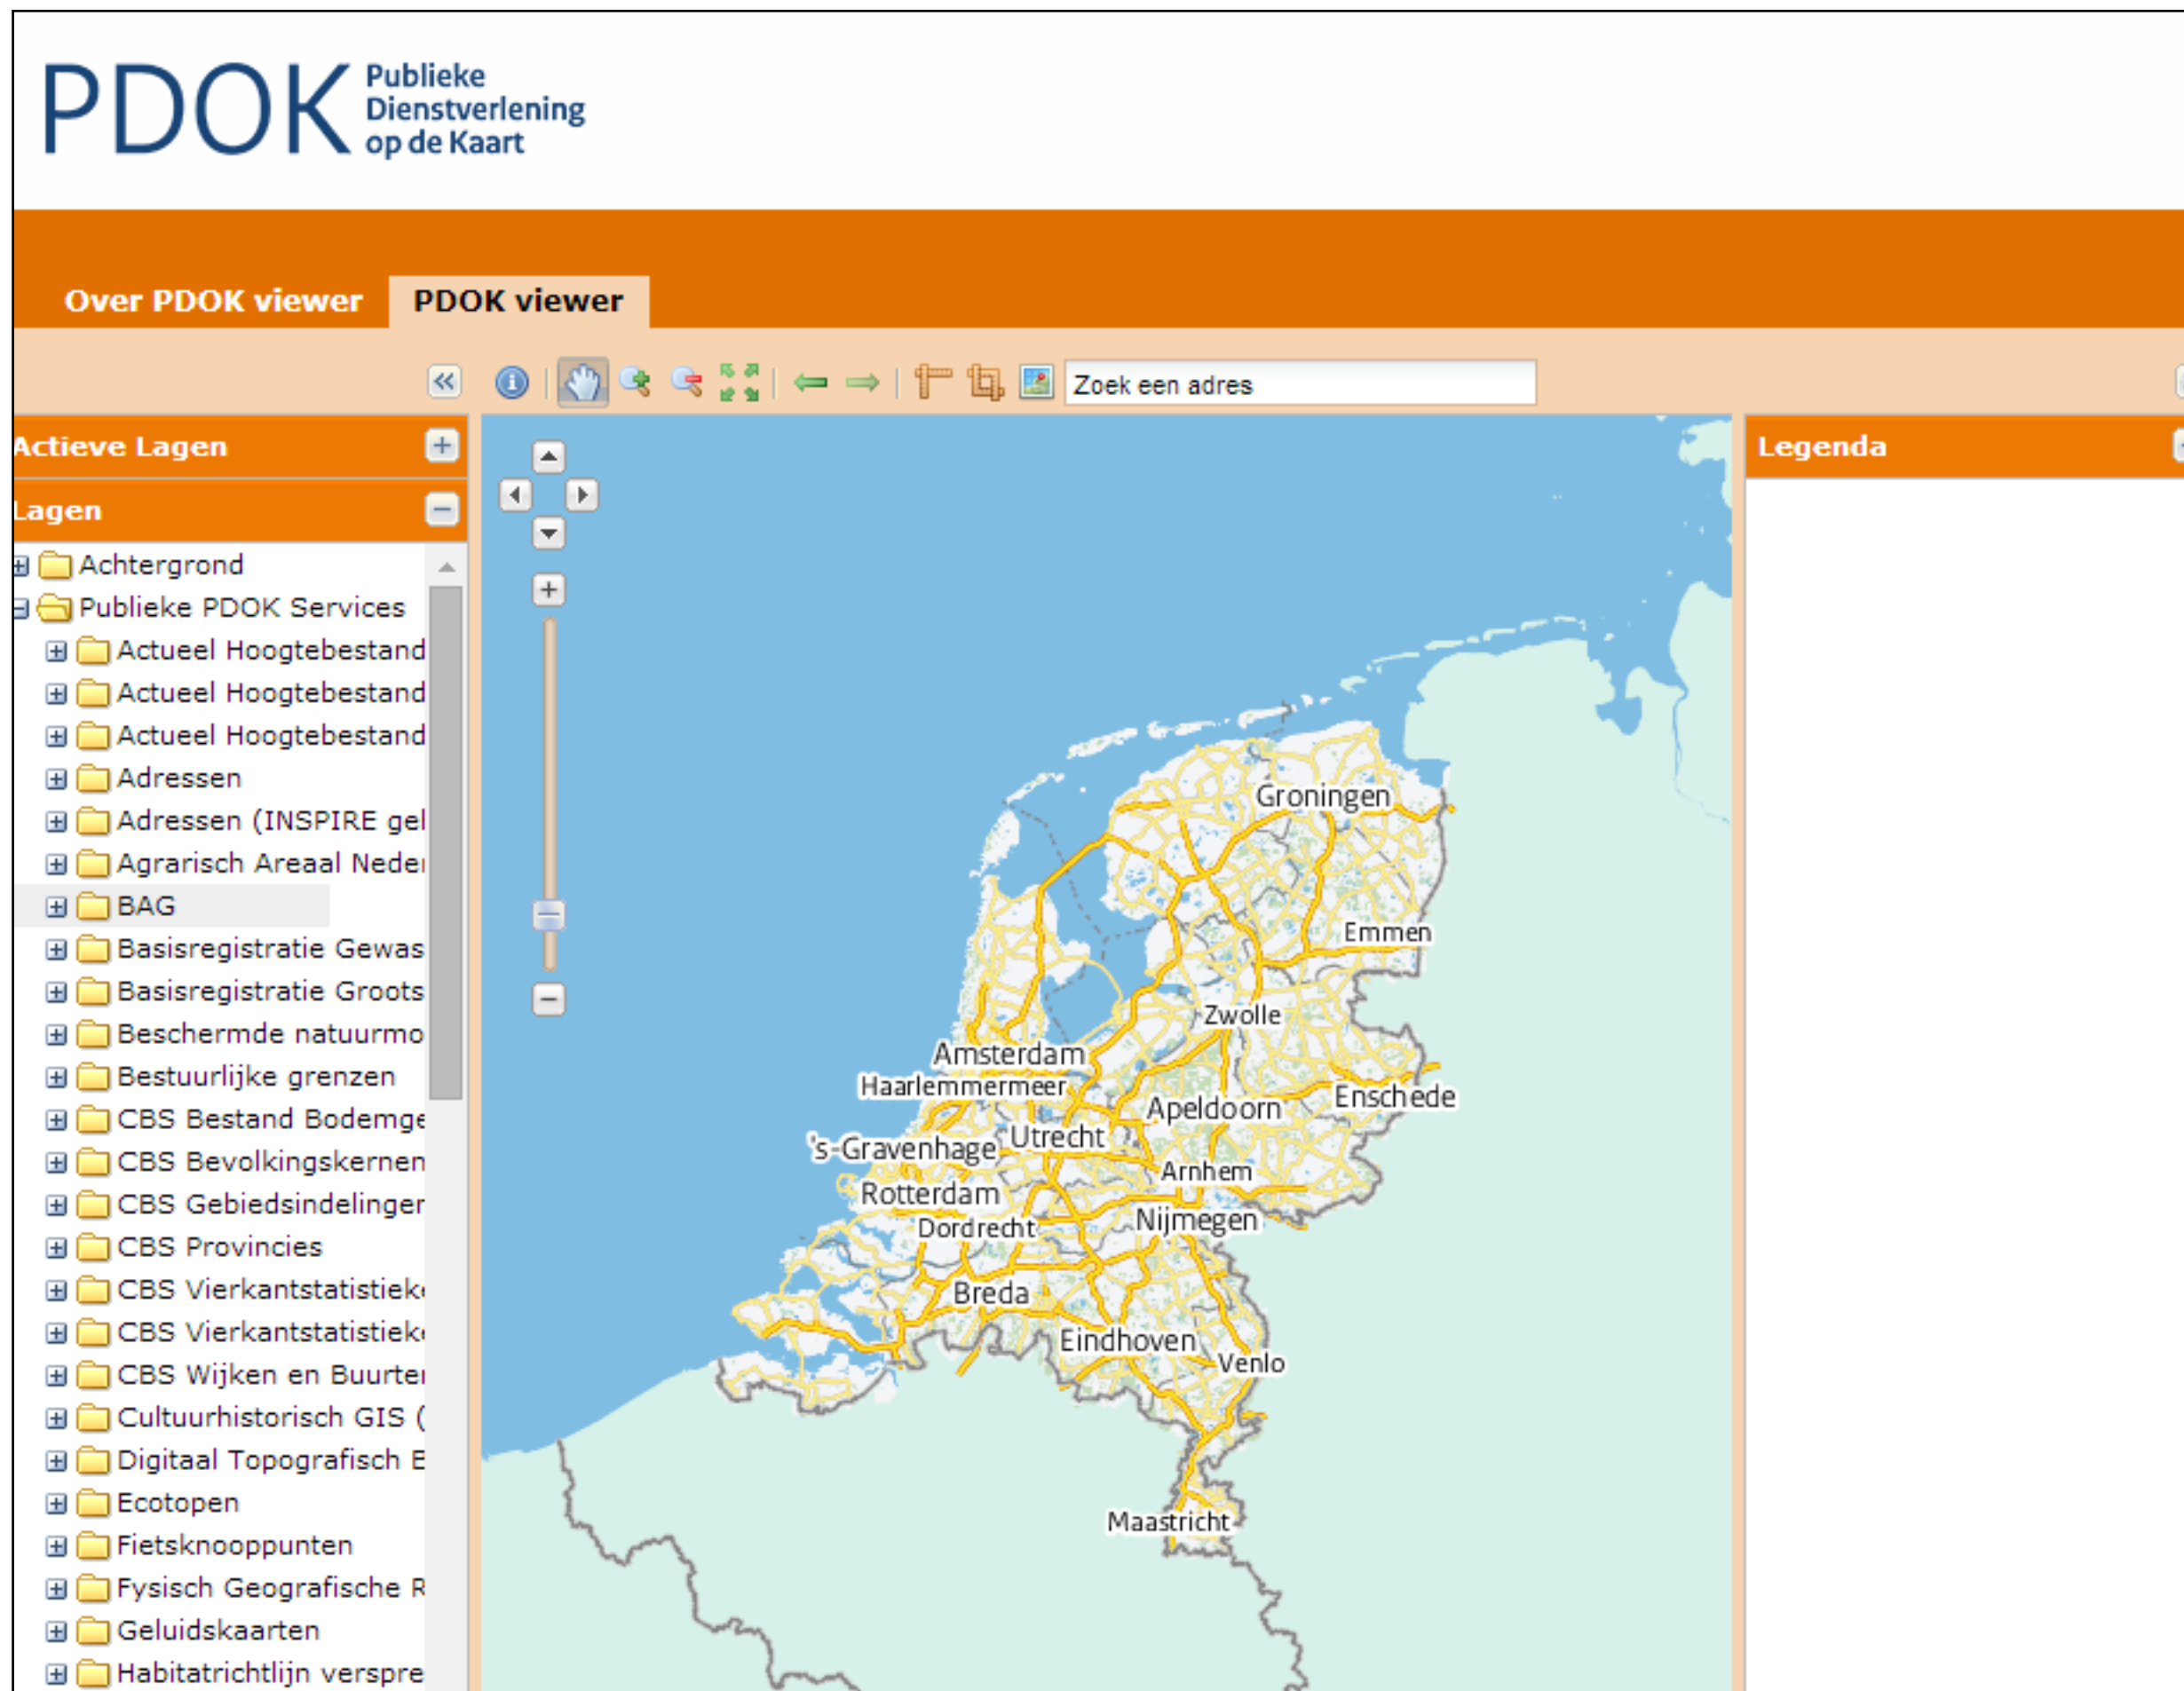 PDOK
Publieke
Dienstverlening
op de Kaart
Over PDOK viewer
PDOK viewer
Zoek een adres
Actieve Lagen
Lagen
Achtergrond
Publieke PDOK Services
Actueel Hoogtebestand
Actueel Hoogtebestand
Actueel Hoogtebestand
Adressen
Adressen (INSPIRE gel
Agrarisch Areaal Neder
BAG
Basisregistratie Gewas
Basisregistratie Groots
Beschermde natuurmo
Bestuurlijke grenzen
CBS Bestand Bodemge
CBS Bevolkingskernen
CBS Gebiedsindelinger
CBS Provincies
CBS Vierkantstatistieke
CBS Vierkantstatistieke
CBS Wijken en Buurter
Cultuurhistorisch GIS (
Digitaal Topografisch B
Ecotopen
Fietsknooppunten
Fysisch Geografische R
Geluidskaarten
Habitatrichtlijn verspre
Groningen
Emmen
Zwolle
Amsterdam
Haarlemmermeer
Enschede
Apeldoorn
Utrecht
's-Gravenhage
Arnhem
Rotterdam
Nijmegen
Dordrecht
Breda
Eindhoven
Venlo
Maastricht
Legenda